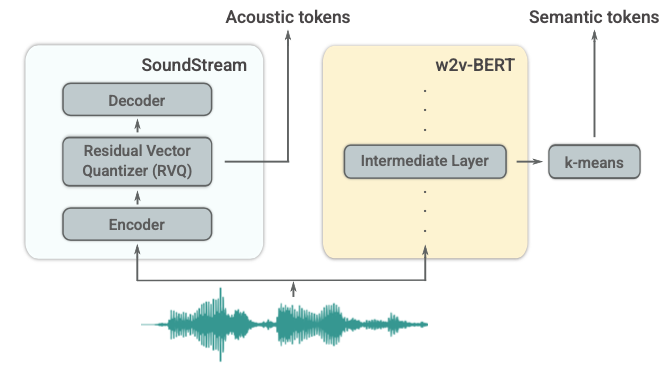 Acoustic tokens
Semantic tokens
SoundStream
w2v-BERT
Decoder
Residual Vector
Quantizer (RVQ)
Intermediate Layer
k-means
Encoder